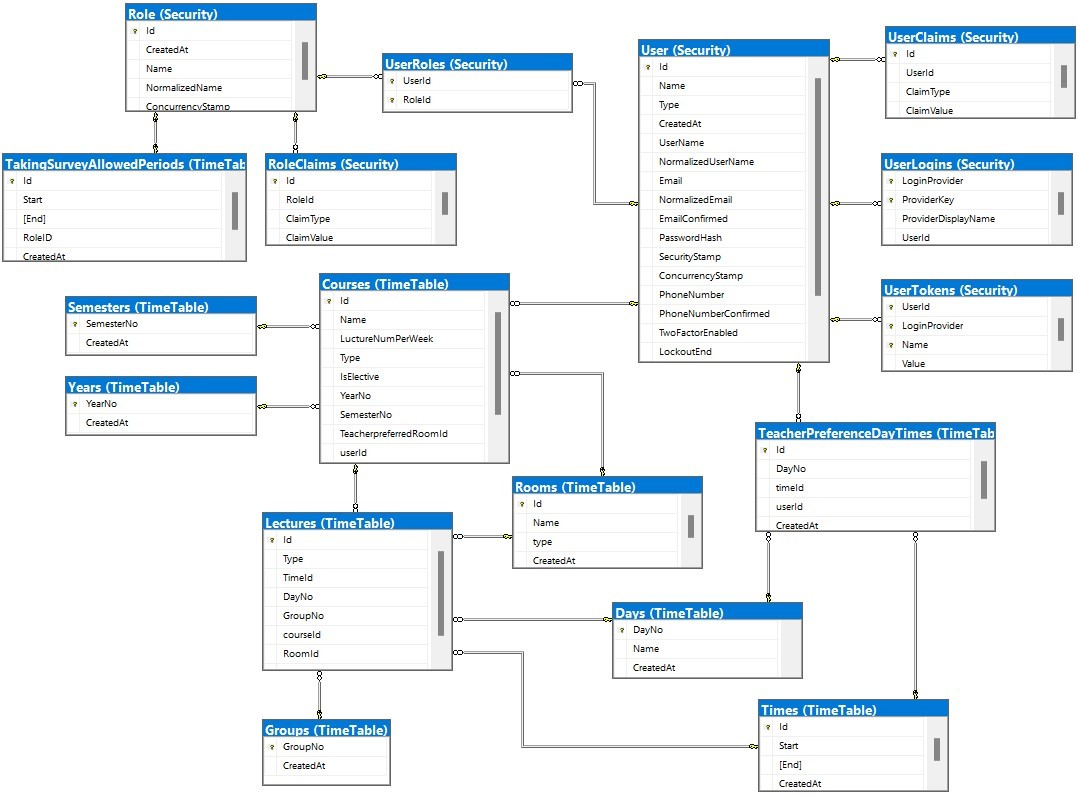 Role (Security)
Id
CreatedAt
Name
NormalizedName
ConcurrencyStamp
UserRoles (Security)
UserId
RoleId
User (Security)
Id
Name
Type
CreatedAt
UserName
NormalizedUserName
Email
NormalizedEmail
EmailConfirmed
PasswordHash
SecurityStamp
ConcurrencyStamp
PhoneNumber
PhoneNumberConfirmed
TwoFactorEnabled
LockoutEnd
UserClaims (Security)
Id
UserId
ClaimType
ClaimValue
TakingSurveyAllowedPeriods (TimeTab
Id
Start
[End]
RoleID
CreatedAt
RoleClaims (Security)
Id
RoleId
ClaimType
ClaimValue
UserLogins (Security)
LoginProvider
ProviderKey
ProviderDisplayName
UserId
Semesters (TimeTable)
SemesterNo
CreatedAt
Courses (TimeTable)
Id
Name
LuctureNumPerWeek
Type
IsElective
YearNo
SemesterNo
TeacherpreferredRoomId
userId
UserTokens (Security)
UserId
LoginProvider
Name
Value
Years (TimeTable)
YearNo
CreatedAt
TeacherPreferenceDayTimes (TimeTab
Id
DayNo
timeId
userId
CreatedAt
Rooms (TimeTable)
Id
Name
type
CreatedAt
Lectures (TimeTable)
Id
Type
TimeId
DayNo
GroupNo
courseId
RoomId
Days (TimeTable)
DayNo
Name
CreatedAt
Groups (TimeTable)
GroupNo
CreatedAt
Times (TimeTable)
Id
Start
[End]
CreatedAt